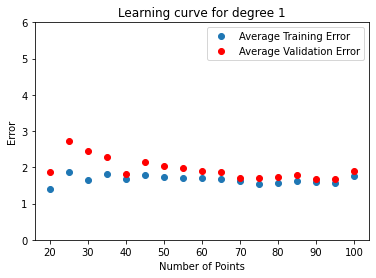 Learning curve for degree 1
Average Training Error
Average Validation Error
Error
6
5
4
3
2
1
0
20 30 40 50 60 70 80 90 100
Number of Points